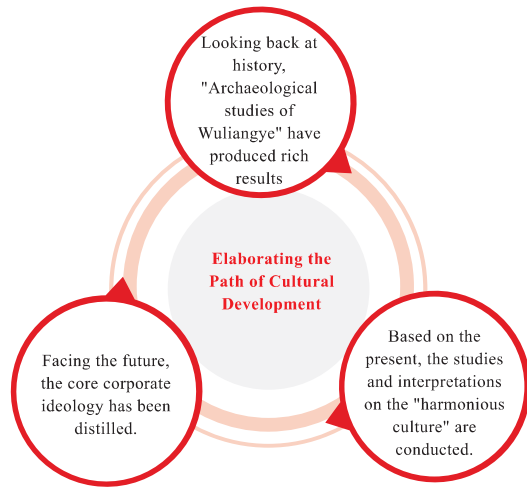 Looking back at
history,
"Archaeological
studies of
Wuliangye" have
produced rich
results
Elaborating the
Path of Cultural
Development
Facing the future,
the core corporate
ideology has been
distilled.
Based on the
present, the studies
and interpretations
on the "harmonious
culture" are
conducted.